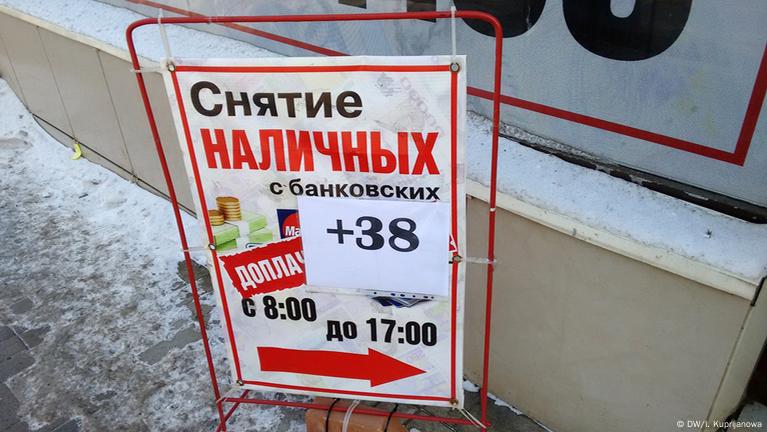 Снятие
НАЛИЧНЫХ
с банковских
+38
ДОПЛАЧ
с 8:00
до 17:00
© DW/I. Kuprijanowa